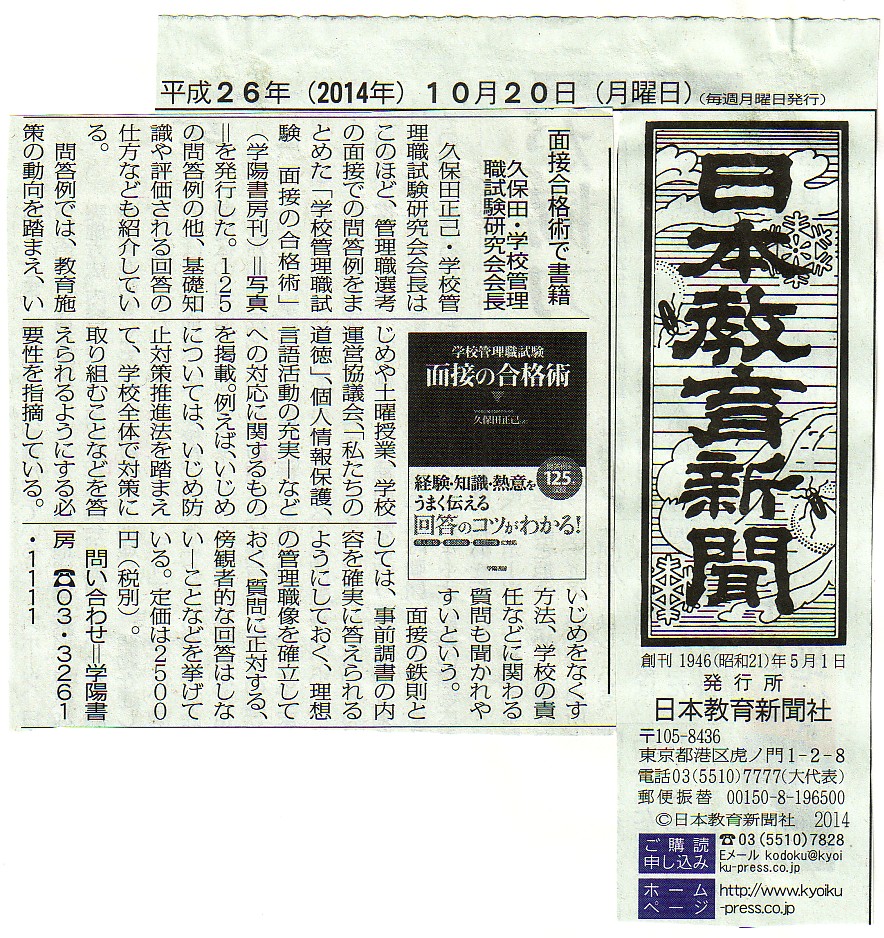 平成26年（2014年）10月20日（月曜日）（毎週月曜日発行）
日本教育新聞
創刊 1946(昭和21)年5月1日
発行所
日本教育新聞社
〒105-8436
東京都港区虎ノ門1-2-8
電話03(5510)7777(大代表)
郵便振替 00150-8-196500
©日本教育新聞社 2014
ご購読
申し込み
☎03(5510)7828
Eメール kodoku@kyoi
ku-press.co.jp
ホーム
ページ
http://www.kyoiku
-press.co.jp
面接合格術で書籍
久保田・学校管理
職試験研究会会長
久保田正己・学校管
理職試験研究会会長は
このほど、管理職選考
の面接での問答例をま
とめた「学校管理職試
験　面接の合格術」
（学陽書房刊）＝写真
＝を発行した。125
の問答例の他、基礎知
識や評価される回答の
仕方なども紹介してい
る。
問答例では、教育施
策の動向を踏まえ、い
じめや土曜授業、学校
運営協議会、「私たちの
道徳」、個人情報保護、
言語活動の充実―など
への対応に関するもの
を掲載。例えば、いじめ
については、いじめ防
止対策推進法を踏まえ
て、学校全体で対策に
取り組むことなどを答
えられるようにする必
要性を指摘している。
いじめをなくす
方法、学校の責
任などに関わる
質問も聞かれや
すいという。
面接の鉄則と
しては、事前調書の内
容を確実に答えられる
ようにしておく、理想
の管理職像を確立して
おく、質問に正対する、
傍観者的な回答はしな
い―ことなどを挙げて
いる。定価は2500
円（税別）。
問い合わせ＝学陽書
房　☎03・3261
・1111
学校管理職試験
面接の合格術
久保田正己
125
経験・知識・熱意を
うまく伝える
回答のコツがわかる!
学陽書房